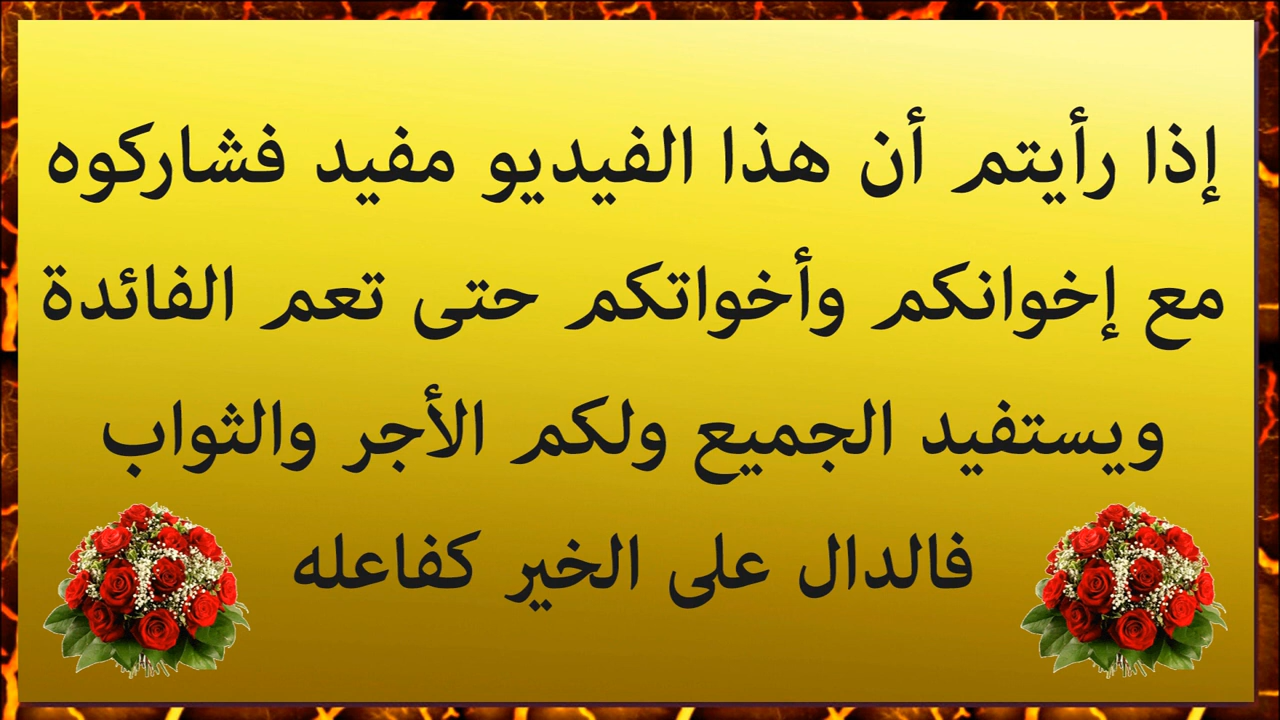 إذا رأيتم أن هذا الفيديو مفيد فشاركوه
مع إخوانكم وأخواتكم حتى تعم الفائدة
ويستفيد الجميع ولكم الأجر والثواب
فالدال على الخير كفاعله